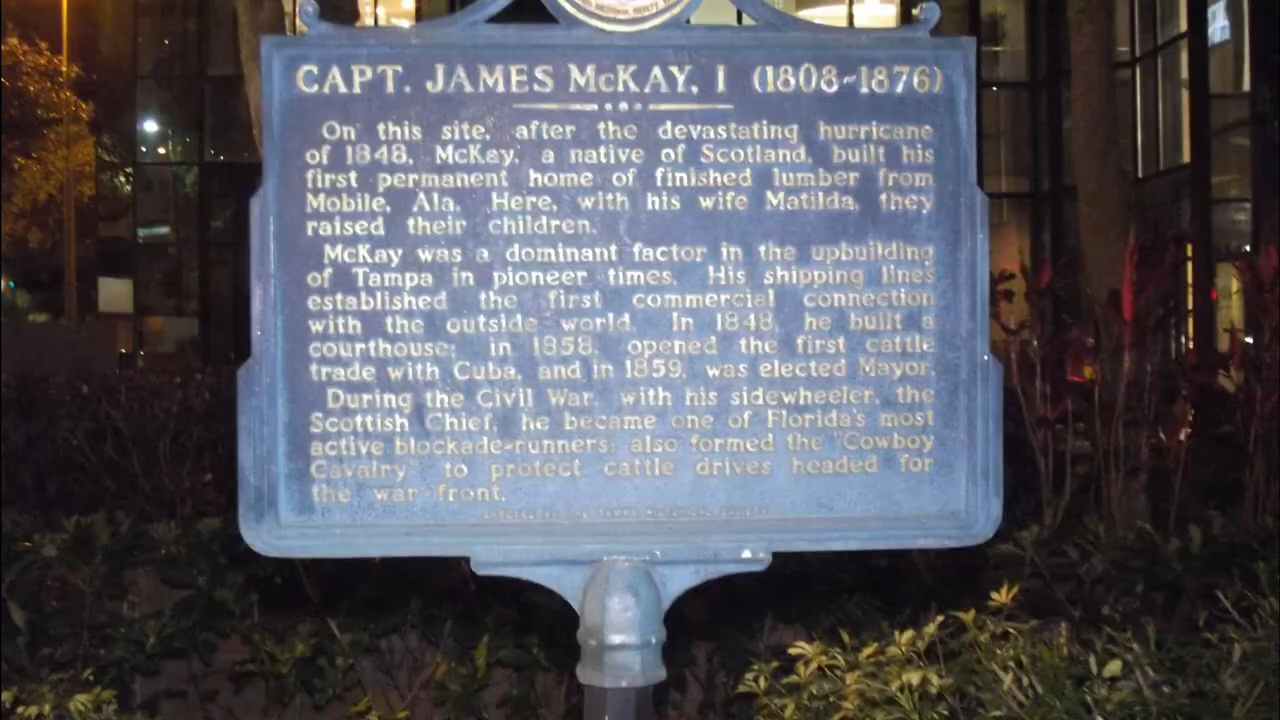 CAPT. JAMES McKAY, I (1808-1876)
On this site, after the devastating hurricane
of 1848, McKay, a native of Scotland, built his
first permanent home of finished lumber from
Mobile, Ala. Here, with his wife Matilda, they
raised their children.
McKay was a dominant factor in the upbuilding
of Tampa in pioneer times. His shipping lines
established the first commercial connection
with the outside world. In 1848, he built a
courthouse; in 1858, opened the first cattle
trade with Cuba, and in 1859, was elected Mayor.
During the Civil War, with his sidewheeler, the
Scottish Chief, he became one of Florida's most
active blockade-runners; also formed the "Cowboy
Cavalry" to protect cattle drives headed for
the war front.
TAMPA HISTORICAL SOCIETY